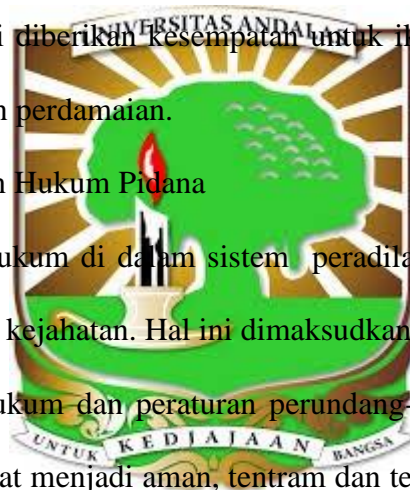 UNIVERSITAS ANDALAS
i diberikan kesempatan untuk
perdamaian.
Hukum Pidana
ukum di dalam sistem peradila
kejahatan. Hal ini dimaksudkan
ukum dan peraturan perundang-
UNTUK KEDJAJAAN BANGSA
at menjadi aman, tentram dan te